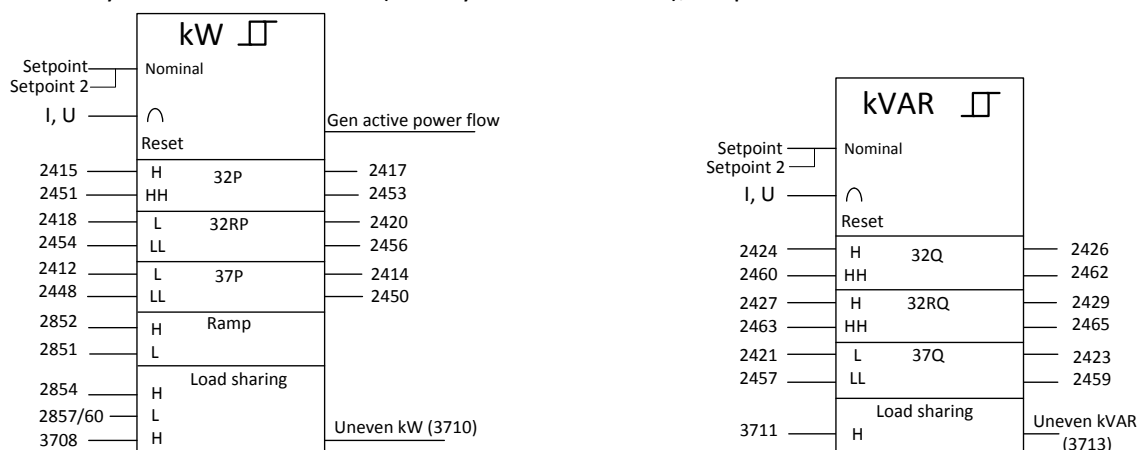 kW
Setpoint
Setpoint 2
Nominal
I, U
Reset
Gen active power flow
2415 H 32P 2417
2451 HH 2453
2418 L 32RP 2420
2454 LL 2456
2412 L 37P 2414
2448 LL 2450
2852 H Ramp
2851 L
Load sharing
2854 H
2857/60 L
3708 H Uneven kW (3710)
kVAR
Setpoint
Setpoint 2
Nominal
I, U
Reset
2424 H 32Q 2426
2460 HH 2462
2427 H 32RQ 2429
2463 HH 2465
2421 L 37Q 2423
2457 LL 2459
Load sharing
3711 H Uneven kVAR
(3713)